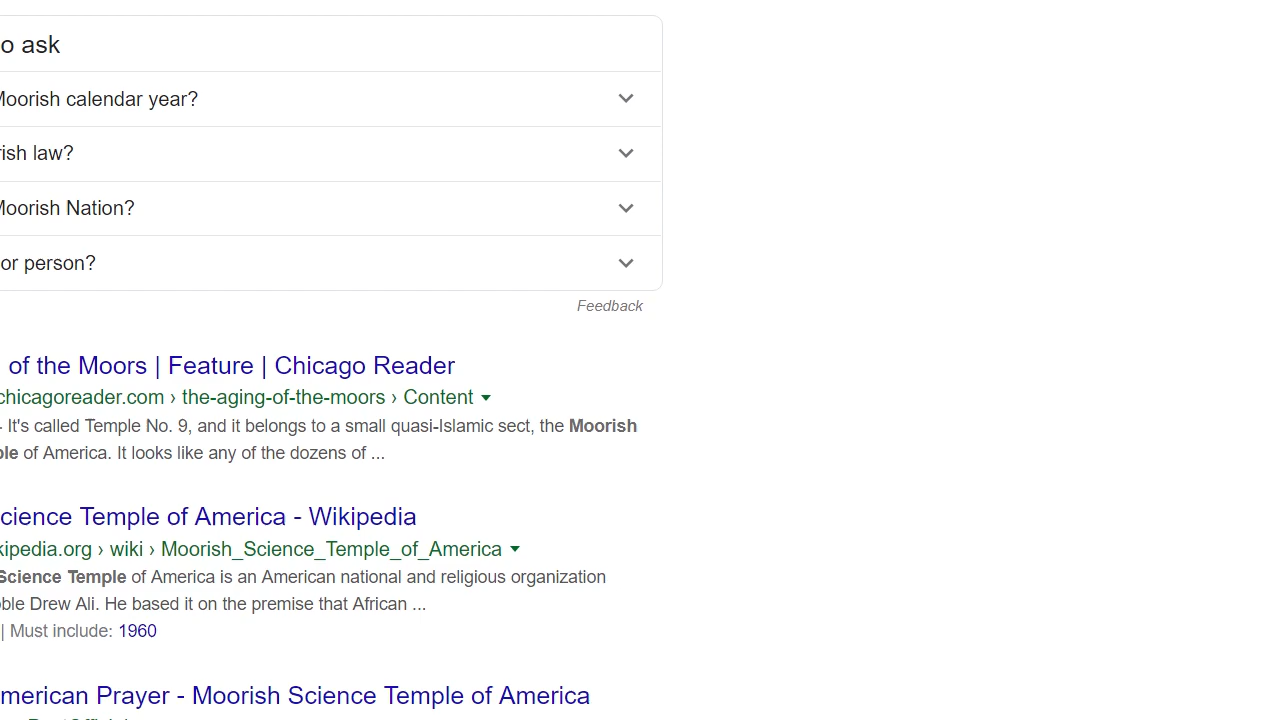 o ask
Moorish calendar year?
rish law?
Moorish Nation?
or person?
Feedback
of the Moors | Feature | Chicago Reader
chicagoreader.com › the-aging-of-the-moors › Content
- It's called Temple No. 9, and it belongs to a small quasi-Islamic sect, the Moorish
ple of America. It looks like any of the dozens of ...
cience Temple of America - Wikipedia
kipedia.org › wiki › Moorish_Science_Temple_of_America
Science Temple of America is an American national and religious organization
ble Drew Ali. He based it on the premise that African ...
| Must include: 1960
merican Prayer - Moorish Science Temple of America